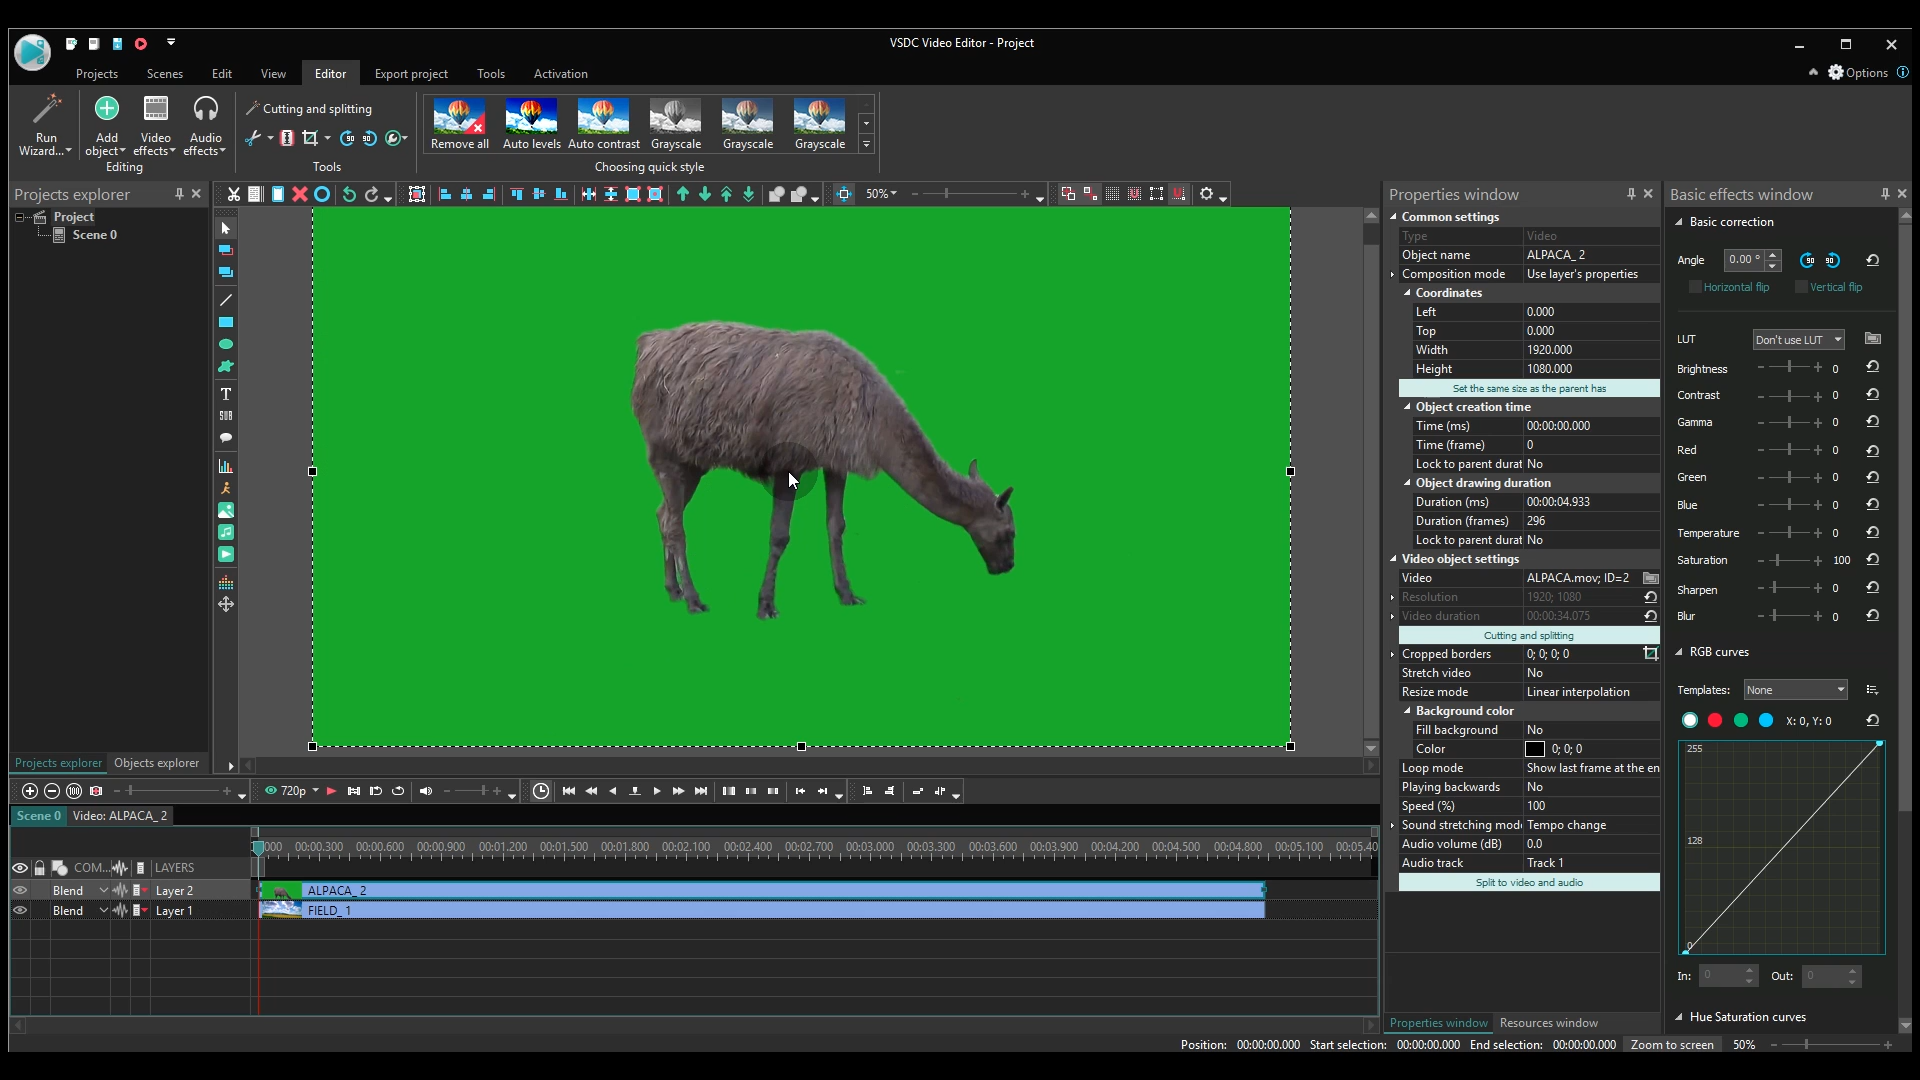 VSDC Video Editor - Project
Projects Scenes Edit View Editor Export project Tools Activation
Options
Run Wizard...
Add object
Video effects
Audio effects
Editing
Cutting and splitting
Tools
Remove all Auto levels Auto contrast Grayscale Grayscale Grayscale
Choosing quick style
Projects explorer
Project
Scene 0
Projects explorer Objects explorer
50%
T
SUB
Properties window
Common settings
Type Video
Object name ALPACA_ 2
Composition mode Use layer's properties
Coordinates
Left 0.000
Top 0.000
Width 1920.000
Height 1080.000
Set the same size as the parent has
Object creation time
Time (ms) 00:00:00.000
Time (frame) 0
Lock to parent durat No
Object drawing duration
Duration (ms) 00:00:04.933
Duration (frames) 296
Lock to parent durat No
Video object settings
Video ALPACA.mov; ID=2
Resolution 1920; 1080
Video duration 00:00:34.075
Cutting and splitting
Cropped borders 0; 0; 0; 0
Stretch video No
Resize mode Linear interpolation
Background color
Fill background No
Color 0; 0; 0
Loop mode Show last frame at the en
Playing backwards No
Speed (%) 100
Sound stretching mod Tempo change
Audio volume (dB) 0.0
Audio track Track 1
Split to video and audio
Properties window Resources window
Basic effects window
Basic correction
Angle 0.00 ° 90 90
Horizontal flip Vertical flip
LUT Don't use LUT
Brightness 0
Contrast 0
Gamma 0
Red 0
Green 0
Blue 0
Temperature 0
Saturation 100
Sharpen 0
Blur 0
RGB curves
Templates: None
X: 0, Y: 0
255
128
0
In: 0 Out: 0
Hue Saturation curves
720p
Scene 0 Video: ALPACA_ 2
000 00:00.300 00:00.600 00:00.900 00:01.200 00:01.500 00:01.800 00:02.100 00:02.400 00:02.700 00:03.000 00:03.300 00:03.600 00:03.900 00:04.200 00:04.500 00:04.800 00:05.100 00:05.40
COM... LAYERS
Blend Layer 2 ALPACA_ 2
Blend Layer 1 FIELD_ 1
Position: 00:00:00.000 Start selection: 00:00:00.000 End selection: 00:00:00.000 Zoom to screen 50%